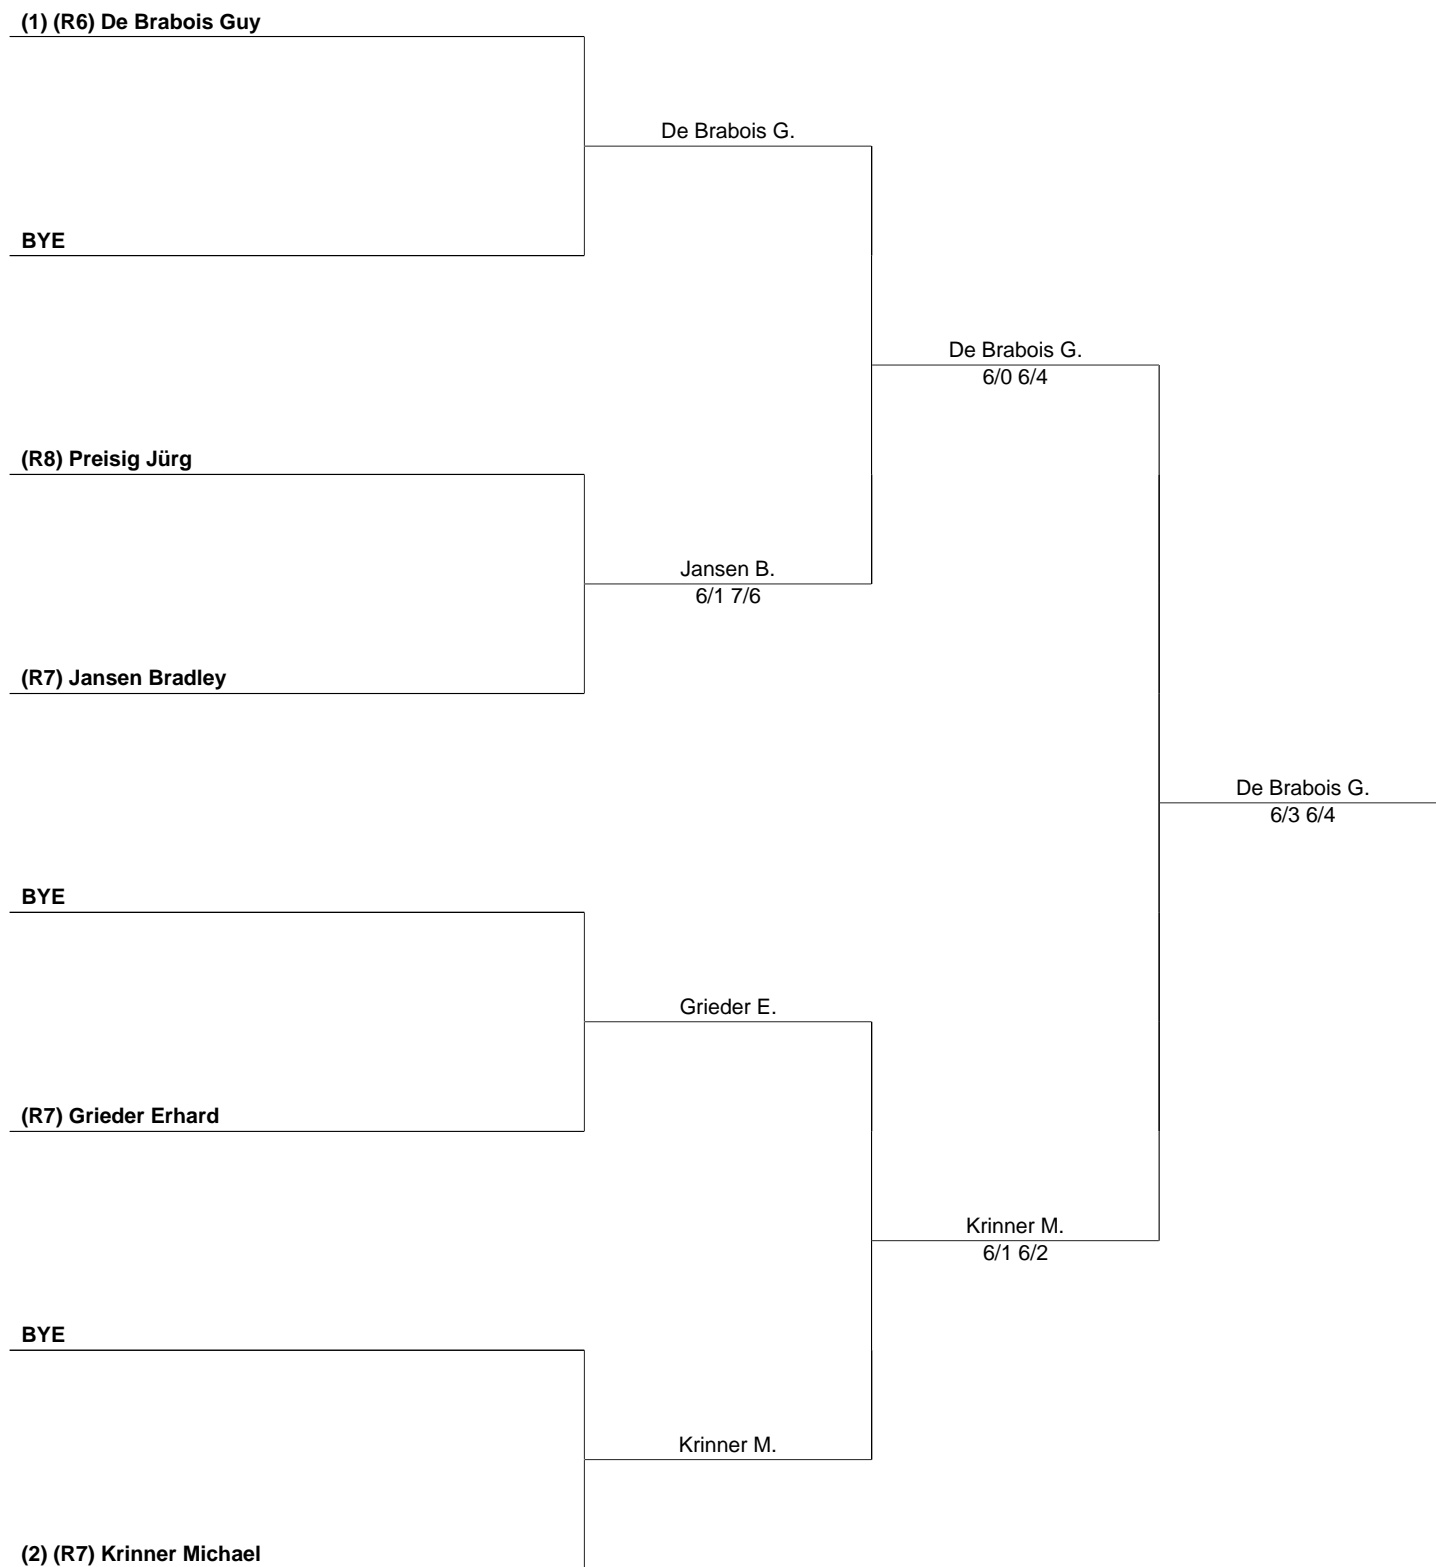 (1) (R6) De Brabois Guy
De Brabois G.
BYE
De Brabois G.
6/0 6/4
(R8) Preisig Jürg
Jansen B.
6/1 7/6
(R7) Jansen Bradley
De Brabois G.
6/3 6/4
BYE
Grieder E.
(R7) Grieder Erhard
Krinner M.
6/1 6/2
BYE
Krinner M.
(2) (R7) Krinner Michael